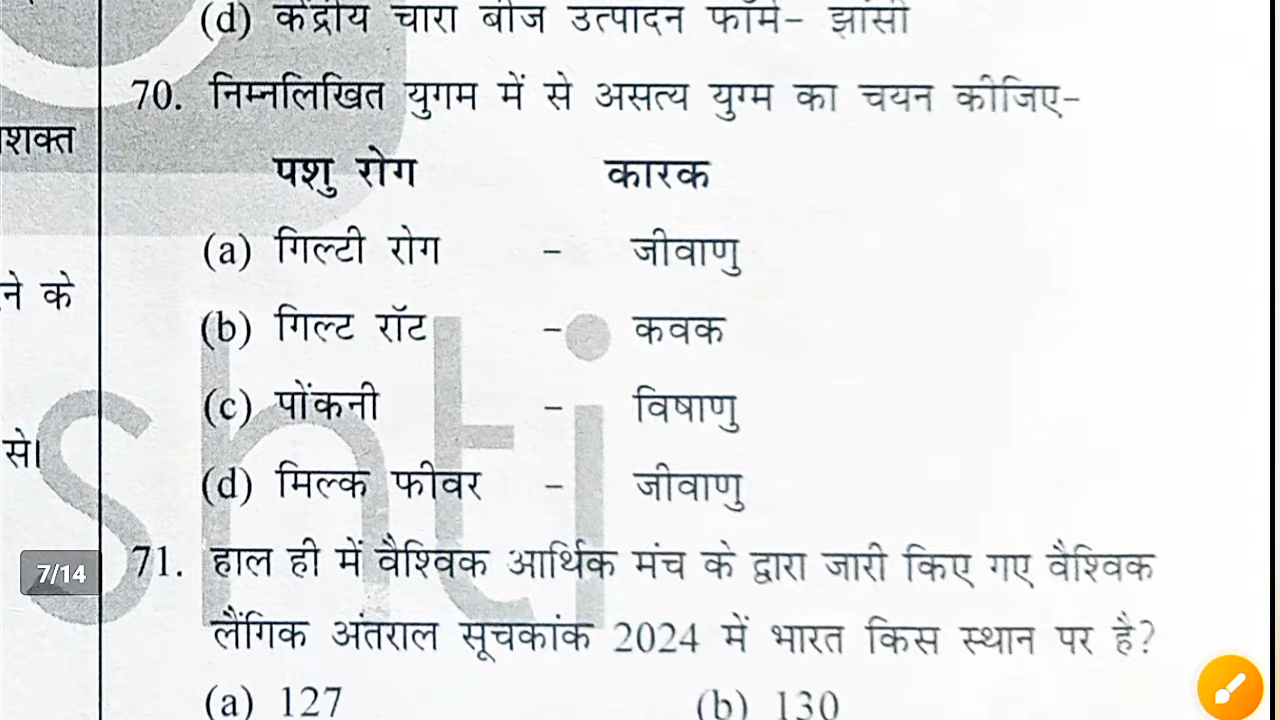 (d) केंद्रीय चारा बीज उत्पादन फॉर्म- झांसी
70. निम्नलिखित युगम में से असत्य युग्म का चयन कीजिए-
शक्त
पशु रोग कारक
(a) गिल्टी रोग - जीवाणु
ने के
(b) गिल्ट रॉट - कवक
(c) पोंकनी - विषाणु
से।
(d) मिल्क फीवर - जीवाणु
shti
7/14
71. हाल ही में वैश्विक आर्थिक मंच के द्वारा जारी किए गए वैश्विक
लैंगिक अंतराल सूचकांक 2024 में भारत किस स्थान पर है?
(a) 127 (b) 130